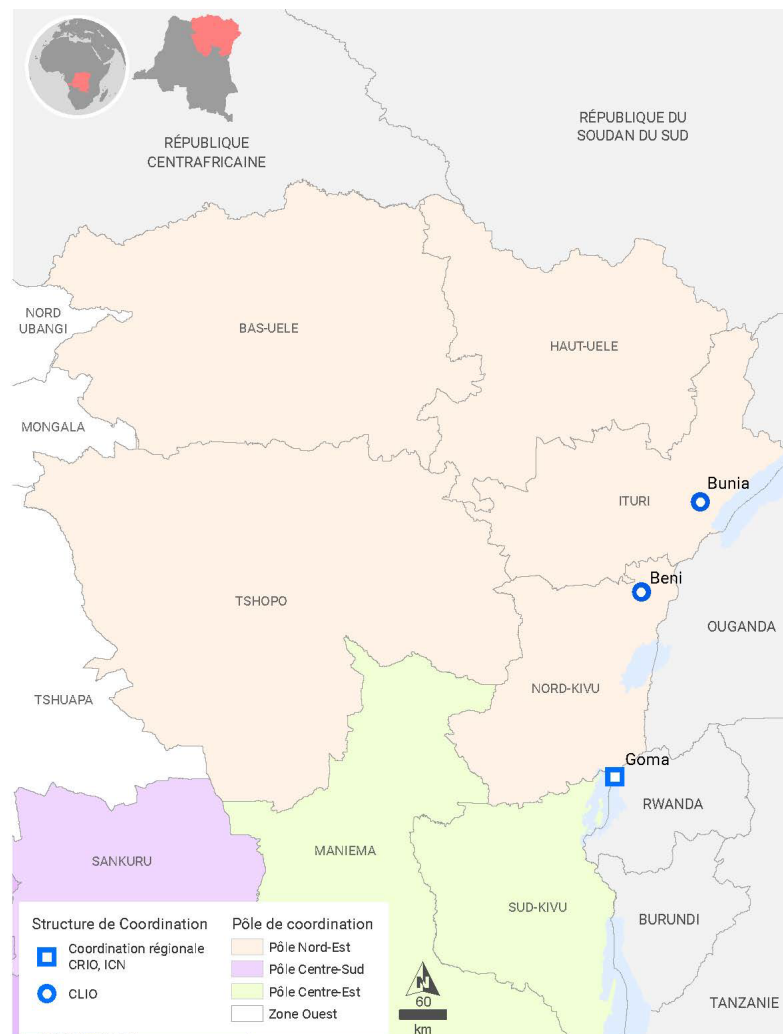 RÉPUBLIQUE
CENTRAFRICAINE
RÉPUBLIQUE DU
SOUDAN DU SUD
NORD
UBANGI
BAS-UELE
HAUT-UELE
MONGALA
Bunia
ITURI
Beni
TSHOPO
OUGANDA
TSHUAPA
NORD-KIVU
Goma
RWANDA
MANIEMA
SANKURU
SUD-KIVU
BURUNDI
TANZANIE
Structure de Coordination
Coordination régionale
CRIO, ICN
CLIO
Pôle de coordination
Pôle Nord-Est
Pôle Centre-Sud
Pôle Centre-Est
Zone Ouest
N
60
km